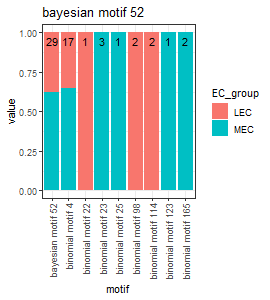 bayesian motif 52
value
1.00
0.75
0.50
0.25
0.00
29 17 1 3 1 2 2 1 2
bayesian motif 52
binomial motif 4
binomial motif 22
binomial motif 23
binomial motif 25
binomial motif 98
binomial motif 114
binomial motif 123
binomial motif 165
motif
EC_group
LEC
MEC